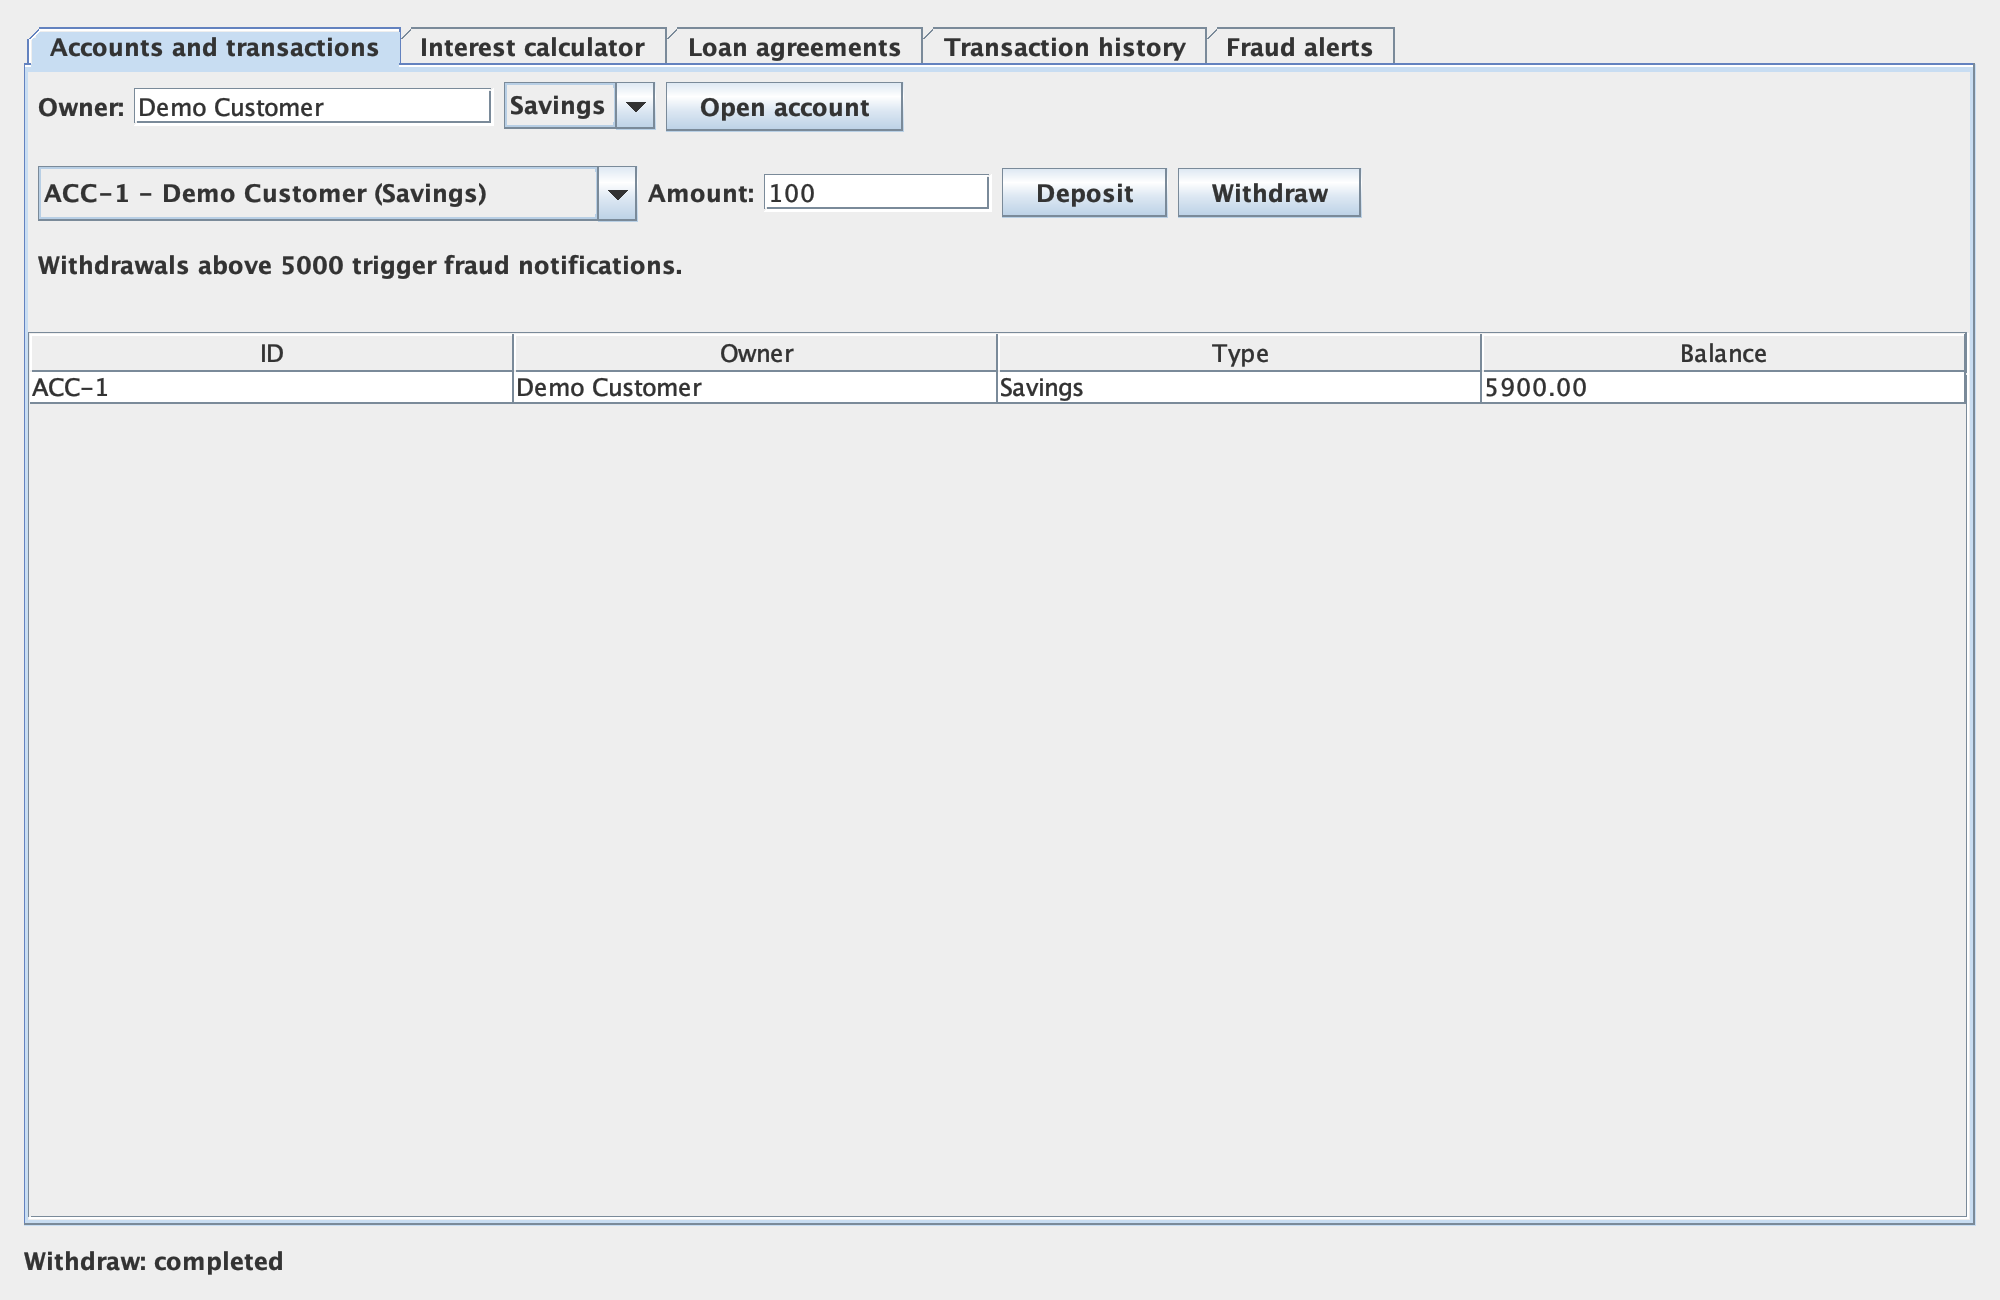 Accounts and transactions Interest calculator Loan agreements Transaction history Fraud alerts
Owner: Demo Customer Savings Open account
ACC-1 - Demo Customer (Savings) Amount: 100 Deposit Withdraw
Withdrawals above 5000 trigger fraud notifications.
ID Owner Type Balance
ACC-1 Demo Customer Savings 5900.00
Withdraw: completed